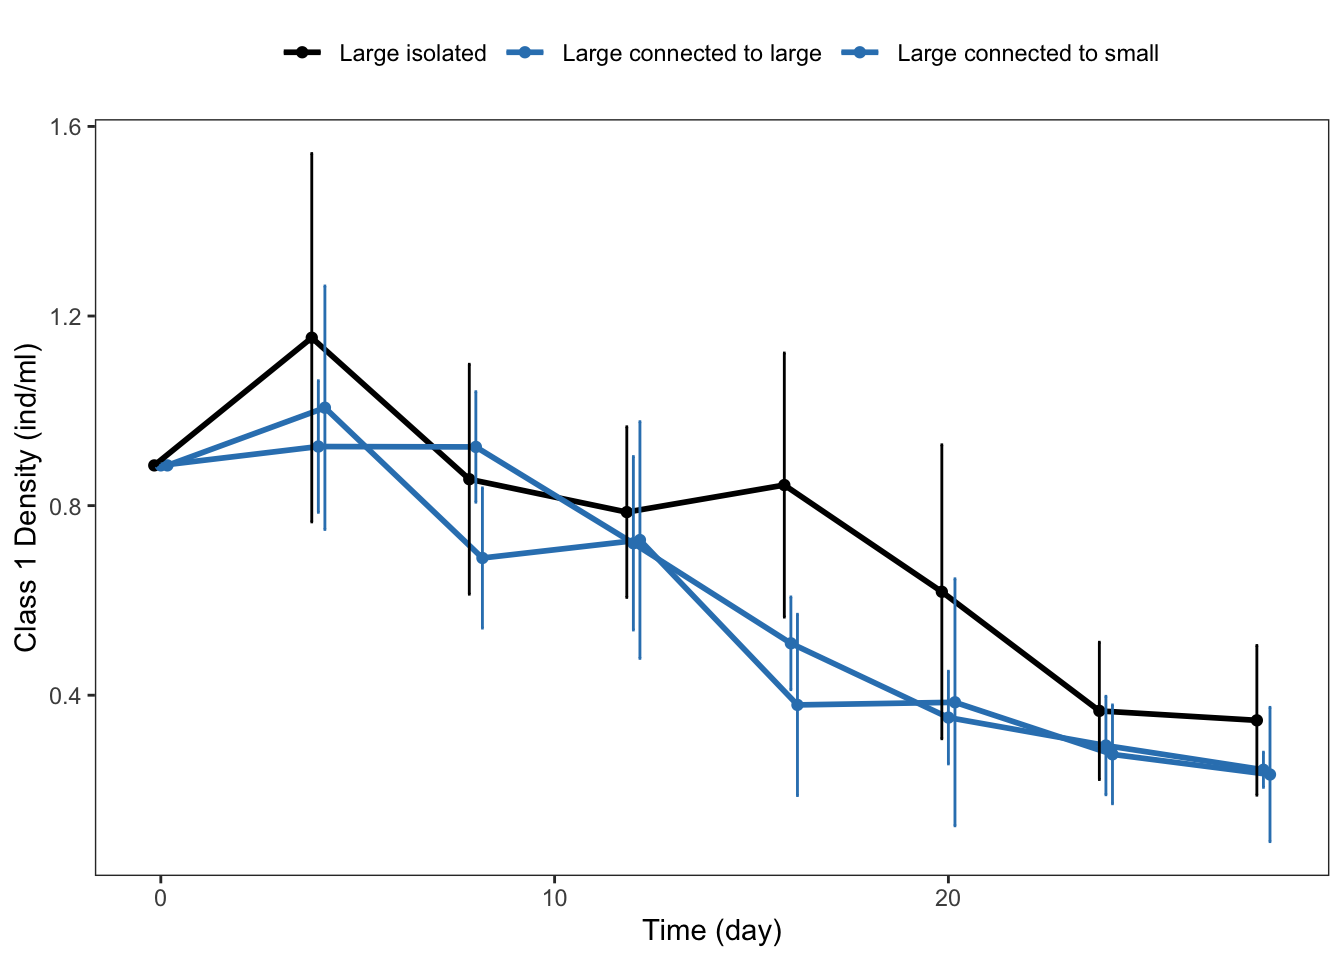 Large isolated Large connected to large Large connected to small
Class 1 Density (ind/ml)
1.6
1.2
0.8
0.4
0 10 20
Time (day)